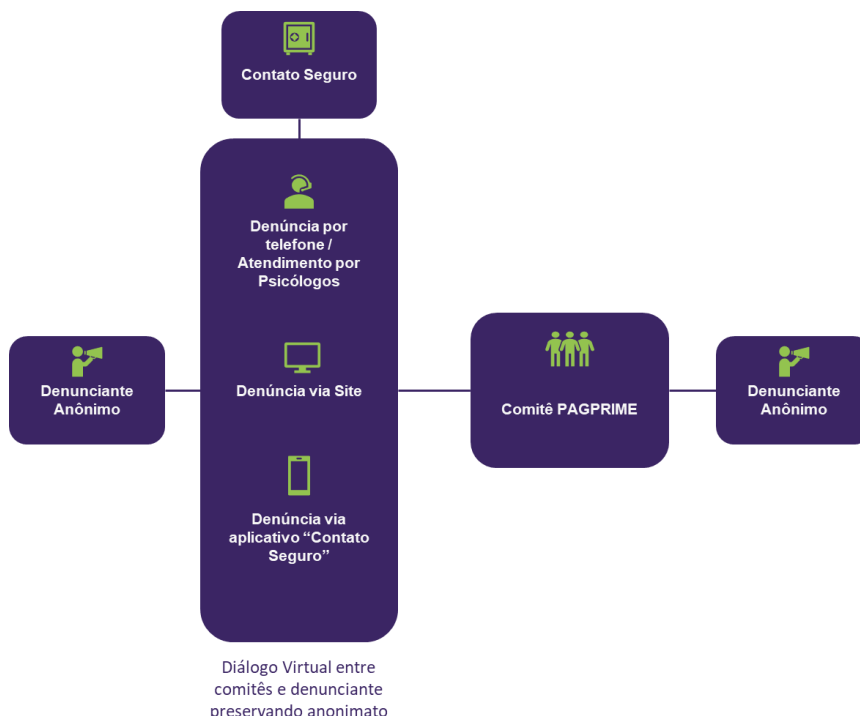 Contato Seguro
Denúncia por
telefone /
Atendimento por
Psicólogos
Denunciante
Anônimo
Denúncia via Site
Comitê PAGPRIME
Denunciante
Anônimo
Denúncia via
aplicativo “Contato
Seguro”
Diálogo Virtual entre
comitês e denunciante
preservando anonimato